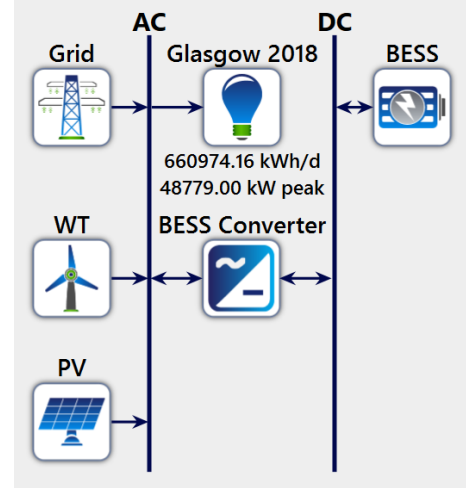 AC DC
Grid Glasgow 2018 BESS
660974.16 kWh/d
48779.00 kW peak
WT BESS Converter
PV